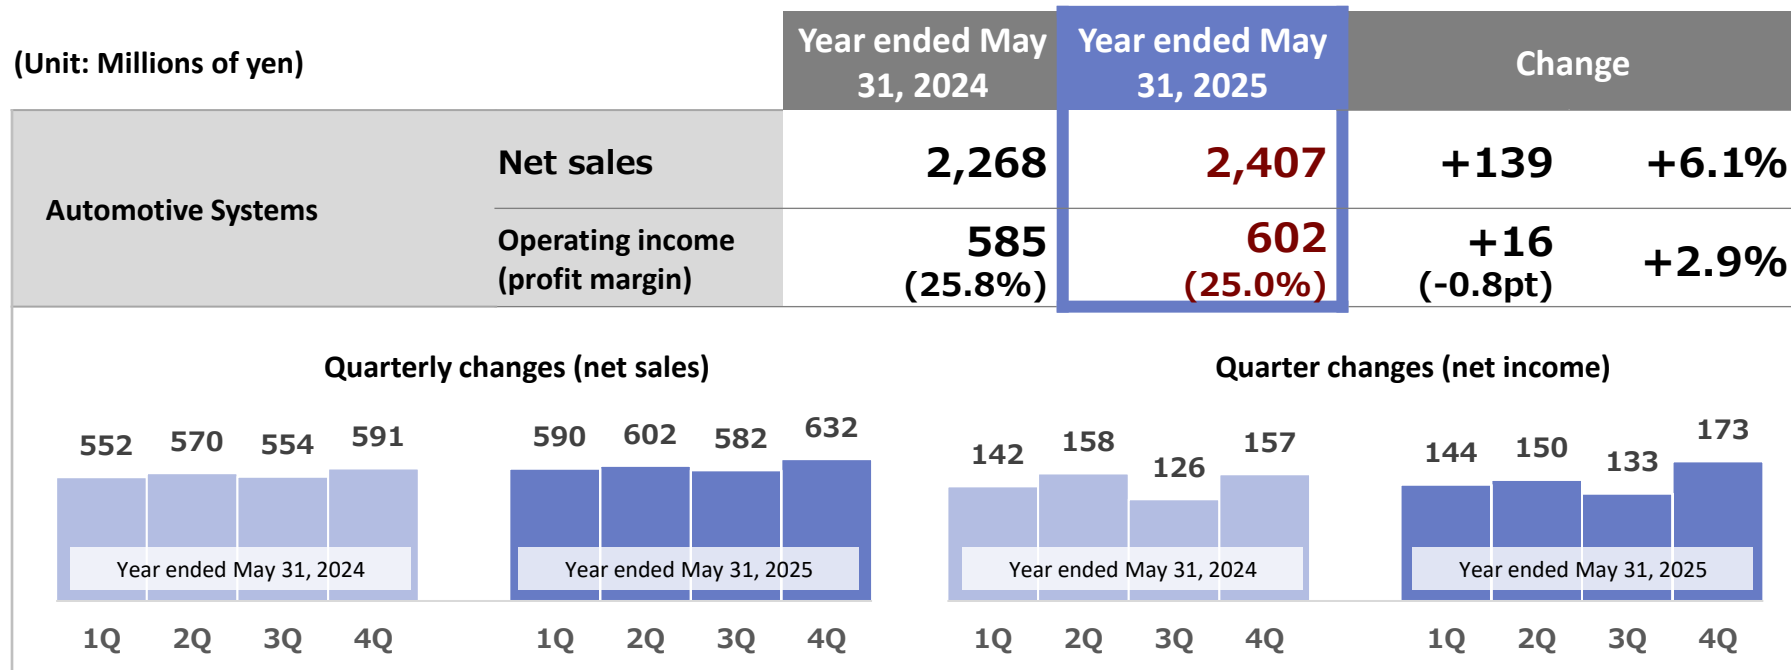 (Unit: Millions of yen)
Year ended May
31, 2024
Year ended May
31, 2025
Change
Automotive Systems
Net sales
2,268
2,407
+139
+6.1%
Operating income
(profit margin)
585
(25.8%)
602
(25.0%)
+16
(-0.8pt)
+2.9%
Quarterly changes (net sales)
552
570
554
591
Year ended May 31, 2024
1Q
2Q
3Q
4Q
590
602
582
632
Year ended May 31, 2025
1Q
2Q
3Q
4Q
Quarter changes (net income)
142
158
126
157
Year ended May 31, 2024
1Q
2Q
3Q
4Q
144
150
133
173
Year ended May 31, 2025
1Q
2Q
3Q
4Q